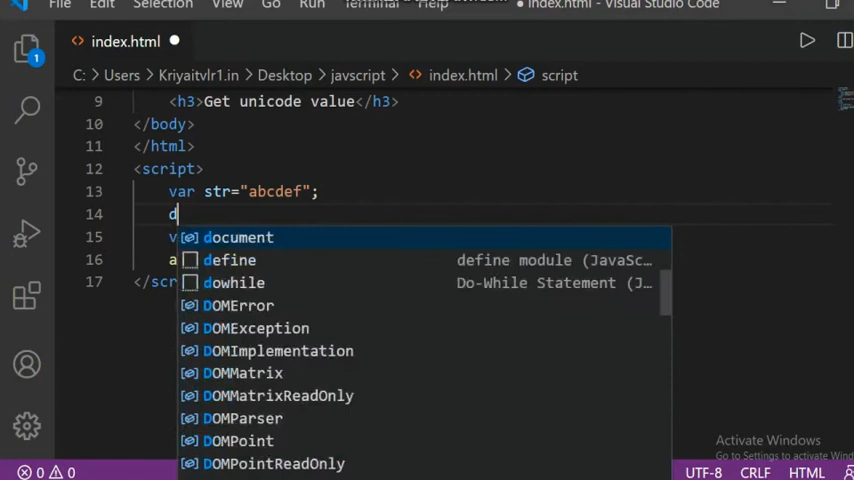 File Edit Selection View Go Run Terminal Help index.html - Visual Studio Code
index.html
C: > Users > Kriyaitvlr1.in > Desktop > javscript > index.html > script
1
9 <h3>Get unicode value</h3>
10 </body>
11 </html>
12 <script>
13 var str="abcdef";
14 d
15 v
16 a
17 </scr
document
define define module (JavaSc…
dowhile Do-While Statement (J…
DOMError
DOMException
DOMImplementation
DOMMatrix
DOMMatrixReadOnly
DOMParser
DOMPoint
DOMPointReadOnly
Activate Windows
Go to Settings to activate Wind
0 0 UTF-8 CRLF HTML